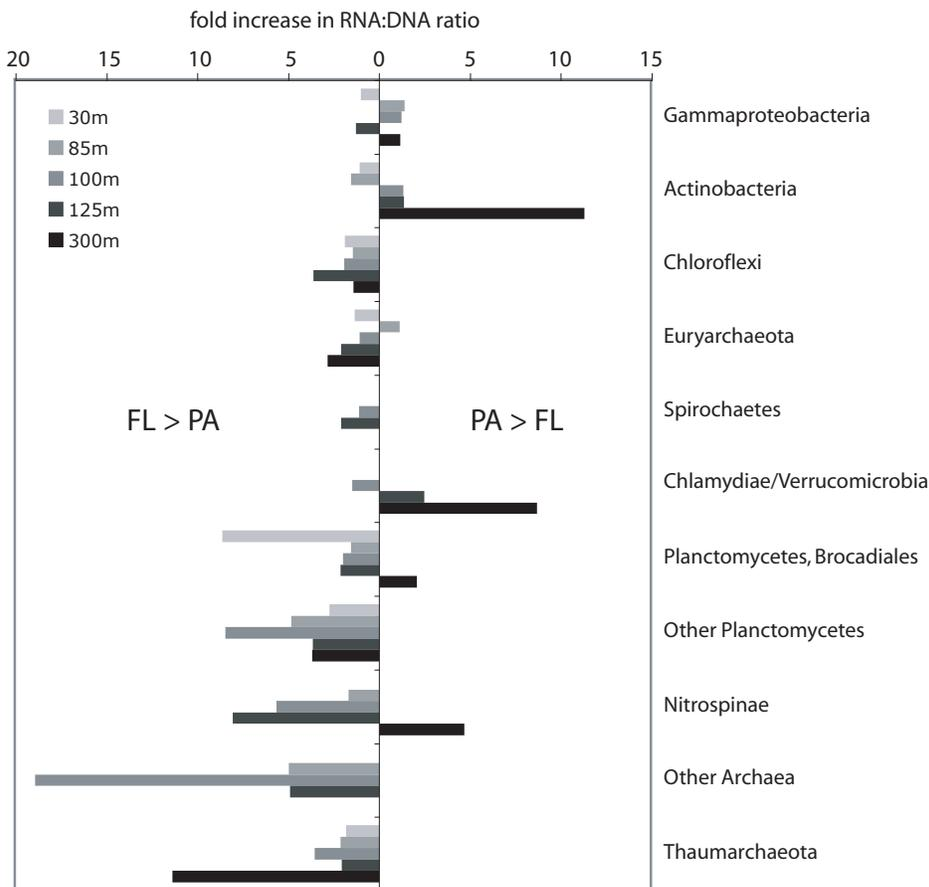 fold increase in RNA:DNA ratio
20 15 10 5 0 5 10 15
30m
85m
100m
125m
300m
Gammaproteobacteria
Actinobacteria
Chloroflexi
Euryarchaeota
FL > PA
PA > FL
Spirochaetes
Chlamydiae/Verrucomicrobia
Planctomycetes, Brocadiales
Other Planctomycetes
Nitrospinae
Other Archaea
Thaumarchaeota